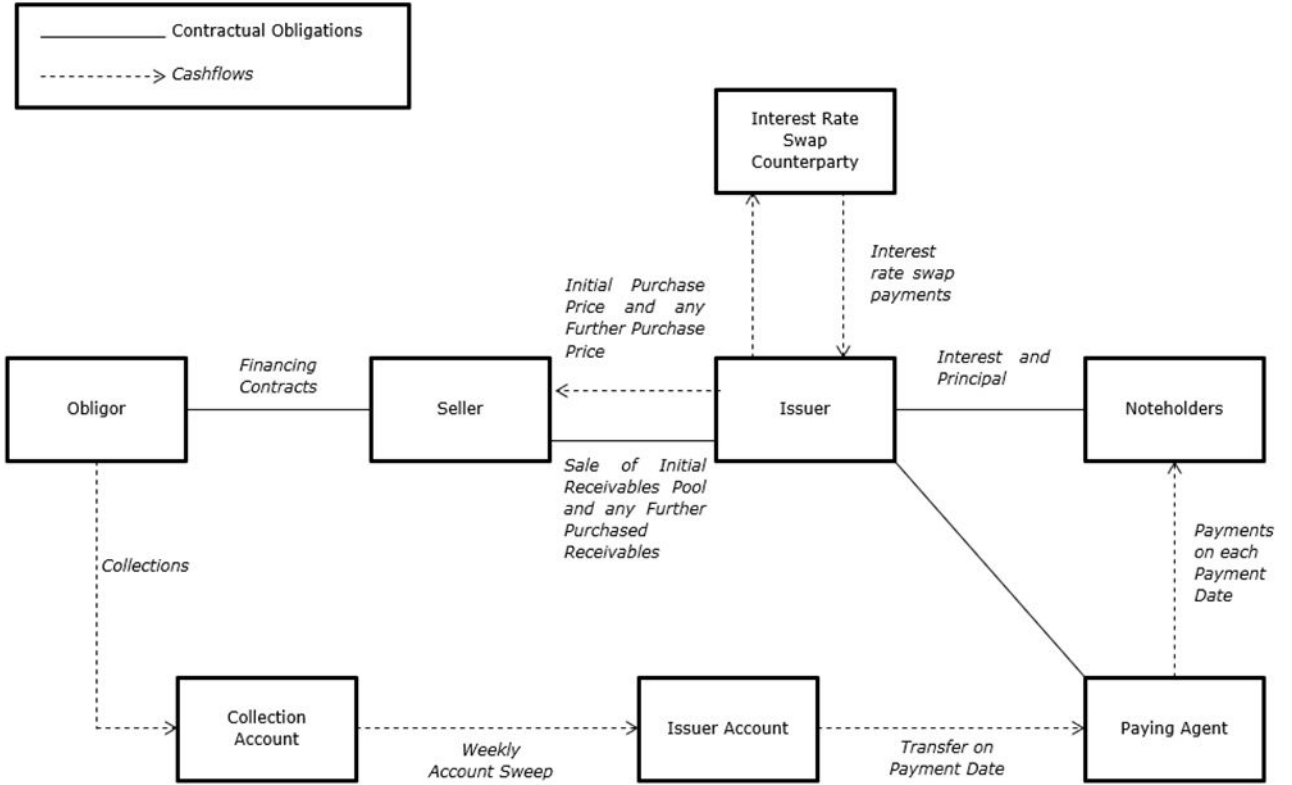 Contractual Obligations
Cashflows
Interest Rate
Swap
Counterparty
Interest
rate swap
payments
Initial Purchase
Price and any
Further Purchase
Price
Financing
Contracts
Interest and
Principal
Obligor
Seller
Issuer
Noteholders
Sale of Initial
Receivables Pool
and any Further
Purchased
Receivables
Collections
Payments
on each
Payment
Date
Collection
Account
Weekly
Account Sweep
Issuer Account
Transfer on
Payment Date
Paying Agent